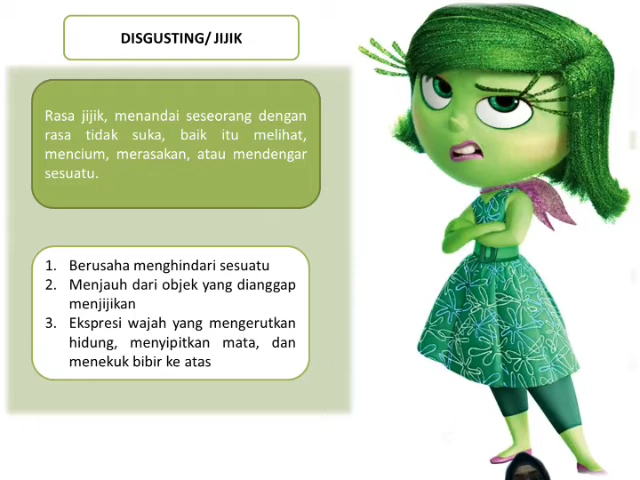 DISGUSTING/ JIJIK
Rasa jijik, menandai seseorang dengan
rasa tidak suka, baik itu melihat,
mencium, merasakan, atau mendengar
sesuatu.
1. Berusaha menghindari sesuatu
2. Menjauh dari objek yang dianggap
menjijikan
3. Ekspresi wajah yang mengerutkan
hidung, menyipitkan mata, dan
menekuk bibir ke atas